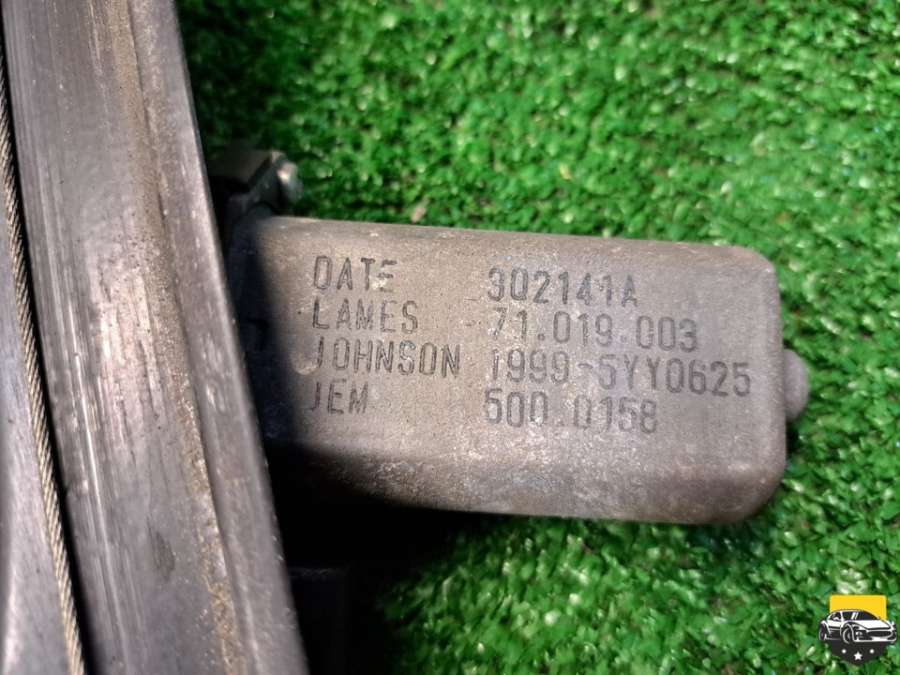 DATE 302141A
LAMES 71.019.003
JOHNSON 1999-5YY0625
JEM 500.0158